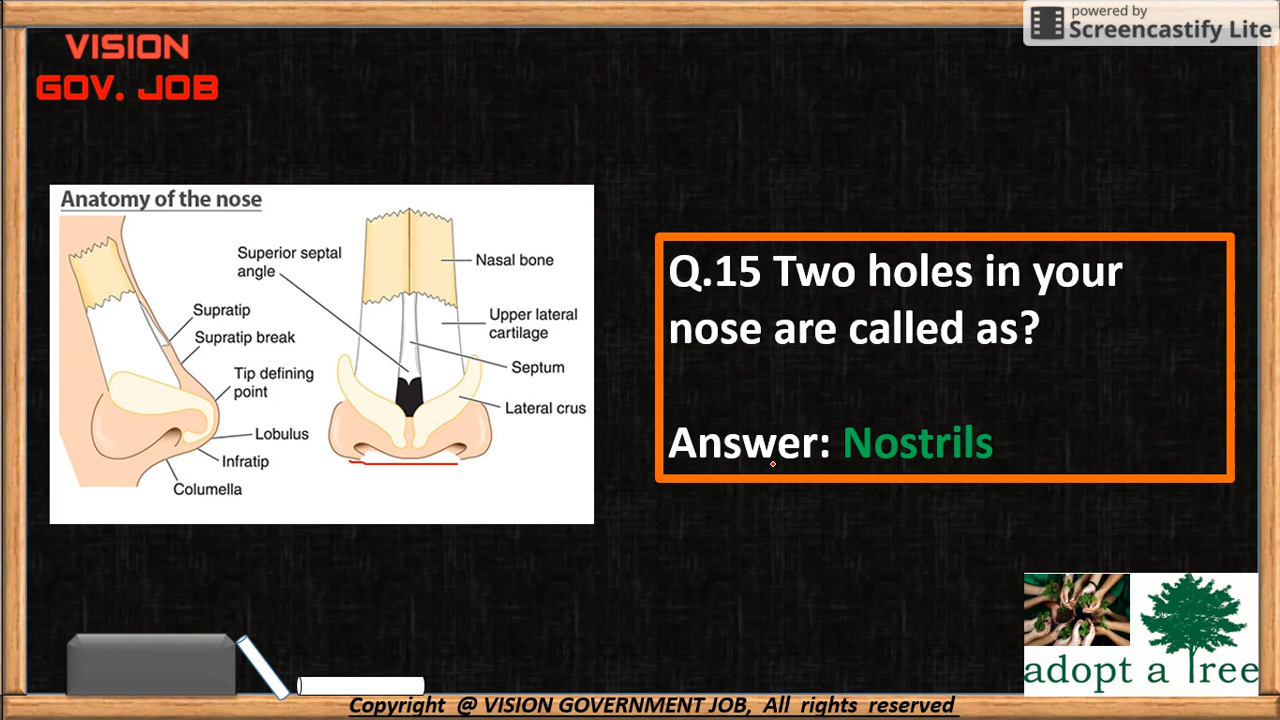 powered by
Screencastify Lite
VISION
GOV. JOB
Anatomy of the nose
Superior septal
angle
Nasal bone
Supratip
Upper lateral
cartilage
Supratip break
Septum
Tip defining
point
Lateral crus
Lobulus
Infratip
Columella
Q.15 Two holes in your
nose are called as?
Answer: Nostrils
adopt a Tree
Copyright @ VISION GOVERNMENT JOB, All rights reserved